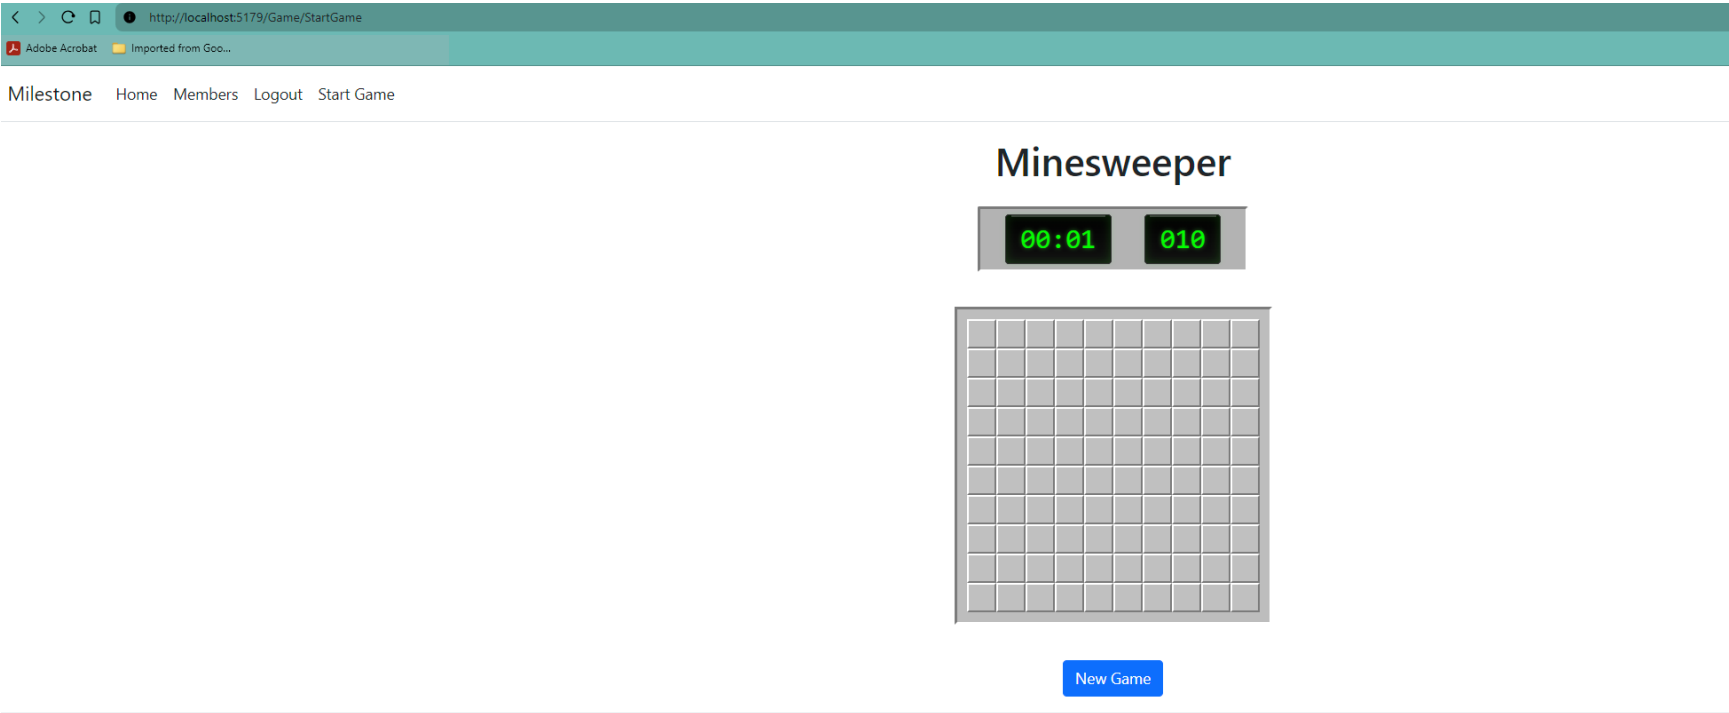 http://localhost:5179/Game/StartGame
Adobe Acrobat Imported from Goo...
Milestone Home Members Logout Start Game
Minesweeper
00:01 010
New Game